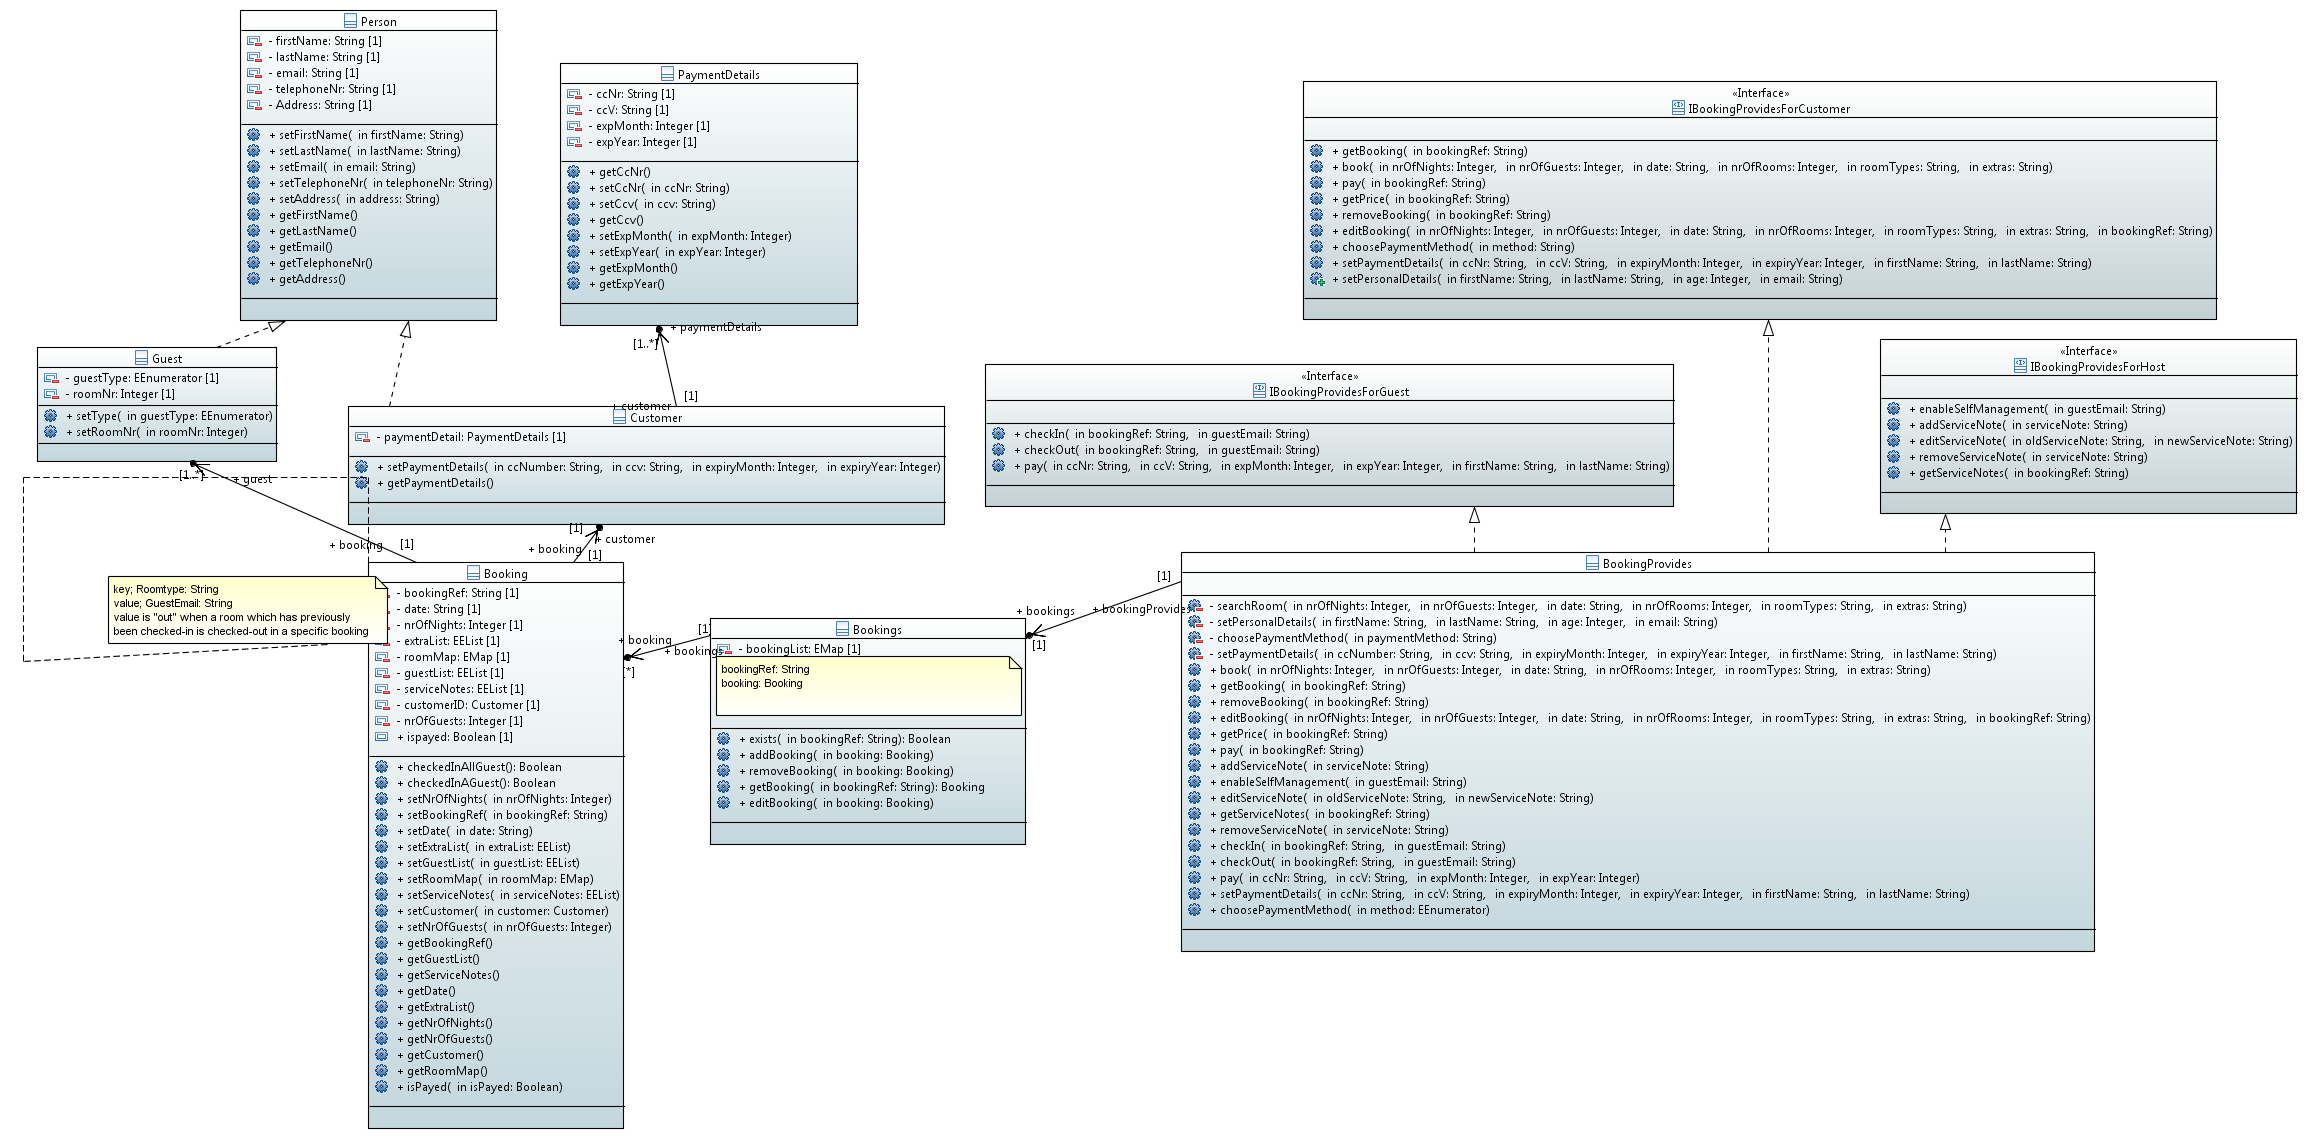 Person
- firstName: String [1]
- lastName: String [1]
- email: String [1]
- telephoneNr: String [1]
- Address: String [1]
+ setFirstName( in firstName: String)
+ setLastName( in lastName: String)
+ setEmail( in email: String)
+ setTelephoneNr( in telephoneNr: String)
+ setAddress( in address: String)
+ getFirstName()
+ getLastName()
+ getEmail()
+ getTelephoneNr()
+ getAddress()
PaymentDetails
- ccNr: String [1]
- ccV: String [1]
- expMonth: Integer [1]
- expYear: Integer [1]
+ getCcNr()
+ setCcNr( in ccNr: String)
+ setCcv( in ccv: String)
+ getCcv()
+ setExpMonth( in expMonth: Integer)
+ setExpYear( in expYear: Integer)
+ getExpMonth()
+ getExpYear()
+ paymentDetails
[1..*]
[1]
+ customer
Guest
- guestType: EEnumerator [1]
- roomNr: Integer [1]
+ setType( in guestType: EEnumerator)
+ setRoomNr( in roomNr: Integer)
[1..*]
+ guest
Customer
- paymentDetail: PaymentDetails [1]
+ setPaymentDetails( in ccNumber: String, in ccv: String, in expiryMonth: Integer, in expiryYear: Integer)
+ getPaymentDetails()
[1]
+ customer
+ booking
[1]
+ booking
[1]
key; Roomtype: String
value; GuestEmail: String
value is "out" when a room which has previously
been checked-in is checked-out in a specific booking
Booking
- bookingRef: String [1]
- date: String [1]
- nrOfNights: Integer [1]
- extraList: EEList [1]
- roomMap: EMap [1]
- guestList: EEList [1]
- serviceNotes: EEList [1]
- customerID: Customer [1]
- nrOfGuests: Integer [1]
+ ispayed: Boolean [1]
+ checkedInAllGuest(): Boolean
+ checkedInAGuest(): Boolean
+ setNrOfNights( in nrOfNights: Integer)
+ setBookingRef( in bookingRef: String)
+ setDate( in date: String)
+ setExtraList( in extraList: EEList)
+ setGuestList( in guestList: EEList)
+ setRoomMap( in roomMap: EMap)
+ setServiceNotes( in serviceNotes: EEList)
+ setCustomer( in customer: Customer)
+ setNrOfGuests( in nrOfGuests: Integer)
+ getBookingRef()
+ getGuestList()
+ getServiceNotes()
+ getDate()
+ getExtraList()
+ getNrOfNights()
+ getNrOfGuests()
+ getCustomer()
+ getRoomMap()
+ isPayed( in isPayed: Boolean)
+ booking
[*]
[1]
+ bookings
Bookings
- bookingList: EMap [1]
bookingRef: String
booking: Booking
+ exists( in bookingRef: String): Boolean
+ addBooking( in booking: Booking)
+ removeBooking( in booking: Booking)
+ getBooking( in bookingRef: String): Booking
+ editBooking( in booking: Booking)
+ bookings
[1]
[1]
+ bookingProvides
«Interface»
IBookingProvidesForCustomer
+ getBooking( in bookingRef: String)
+ book( in nrOfNights: Integer, in nrOfGuests: Integer, in date: String, in nrOfRooms: Integer, in roomTypes: String, in extras: String)
+ pay( in bookingRef: String)
+ getPrice( in bookingRef: String)
+ removeBooking( in bookingRef: String)
+ editBooking( in nrOfNights: Integer, in nrOfGuests: Integer, in date: String, in nrOfRooms: Integer, in roomTypes: String, in extras: String, in bookingRef: String)
+ choosePaymentMethod( in method: String)
+ setPaymentDetails( in ccNr: String, in ccV: String, in expiryMonth: Integer, in expiryYear: Integer, in firstName: String, in lastName: String)
+ setPersonalDetails( in firstName: String, in lastName: String, in age: Integer, in email: String)
«Interface»
IBookingProvidesForGuest
+ checkIn( in bookingRef: String, in guestEmail: String)
+ checkOut( in bookingRef: String, in guestEmail: String)
+ pay( in ccNr: String, in ccV: String, in expMonth: Integer, in expYear: Integer, in firstName: String, in lastName: String)
«Interface»
IBookingProvidesForHost
+ enableSelfManagement( in guestEmail: String)
+ addServiceNote( in serviceNote: String)
+ editServiceNote( in oldServiceNote: String, in newServiceNote: String)
+ removeServiceNote( in serviceNote: String)
+ getServiceNotes( in bookingRef: String)
BookingProvides
- searchRoom( in nrOfNights: Integer, in nrOfGuests: Integer, in date: String, in nrOfRooms: Integer, in roomTypes: String, in extras: String)
- setPersonalDetails( in firstName: String, in lastName: String, in age: Integer, in email: String)
- choosePaymentMethod( in paymentMethod: String)
- setPaymentDetails( in ccNumber: String, in ccv: String, in expiryMonth: Integer, in expiryYear: Integer, in firstName: String, in lastName: String)
+ book( in nrOfNights: Integer, in nrOfGuests: Integer, in date: String, in nrOfRooms: Integer, in roomTypes: String, in extras: String)
+ getBooking( in bookingRef: String)
+ removeBooking( in bookingRef: String)
+ editBooking( in nrOfNights: Integer, in nrOfGuests: Integer, in date: String, in nrOfRooms: Integer, in roomTypes: String, in extras: String, in bookingRef: String)
+ getPrice( in bookingRef: String)
+ pay( in bookingRef: String)
+ addServiceNote( in serviceNote: String)
+ enableSelfManagement( in guestEmail: String)
+ editServiceNote( in oldServiceNote: String, in newServiceNote: String)
+ getServiceNotes( in bookingRef: String)
+ removeServiceNote( in serviceNote: String)
+ checkIn( in bookingRef: String, in guestEmail: String)
+ checkOut( in bookingRef: String, in guestEmail: String)
+ pay( in ccNr: String, in ccV: String, in expMonth: Integer, in expYear: Integer)
+ setPaymentDetails( in ccNr: String, in ccV: String, in expiryMonth: Integer, in expiryYear: Integer, in firstName: String, in lastName: String)
+ choosePaymentMethod( in method: EEnumerator)